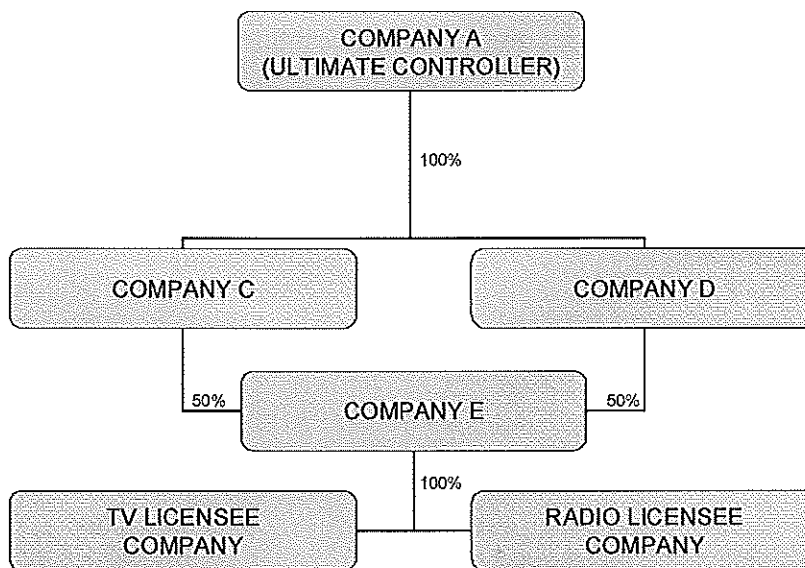 COMPANY A
(ULTIMATE CONTROLLER)
100%
COMPANY C
COMPANY D
50%
COMPANY E
50%
100%
TV LICENSEE
COMPANY
RADIO LICENSEE
COMPANY